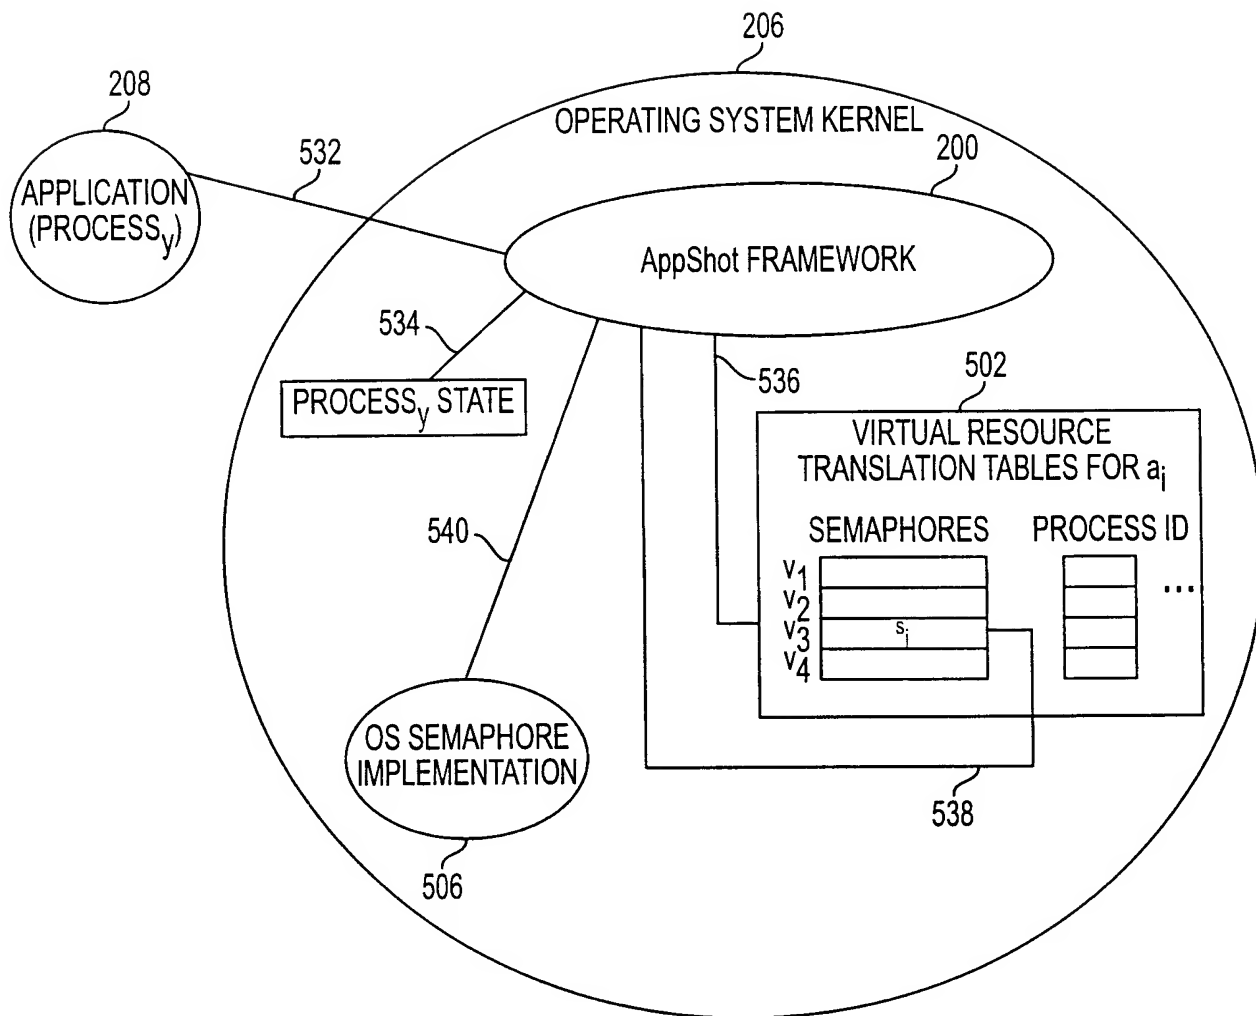 206
208
OPERATING SYSTEM KERNEL
532
200
APPLICATION
(PROCESSy)
AppShot FRAMEWORK
534
536
502
PROCESSy STATE
VIRTUAL RESOURCE
TRANSLATION TABLES FOR ai
540
SEMAPHORES
PROCESS ID
v1
v2
...
v3
si
v4
OS SEMAPHORE
IMPLEMENTATION
538
506